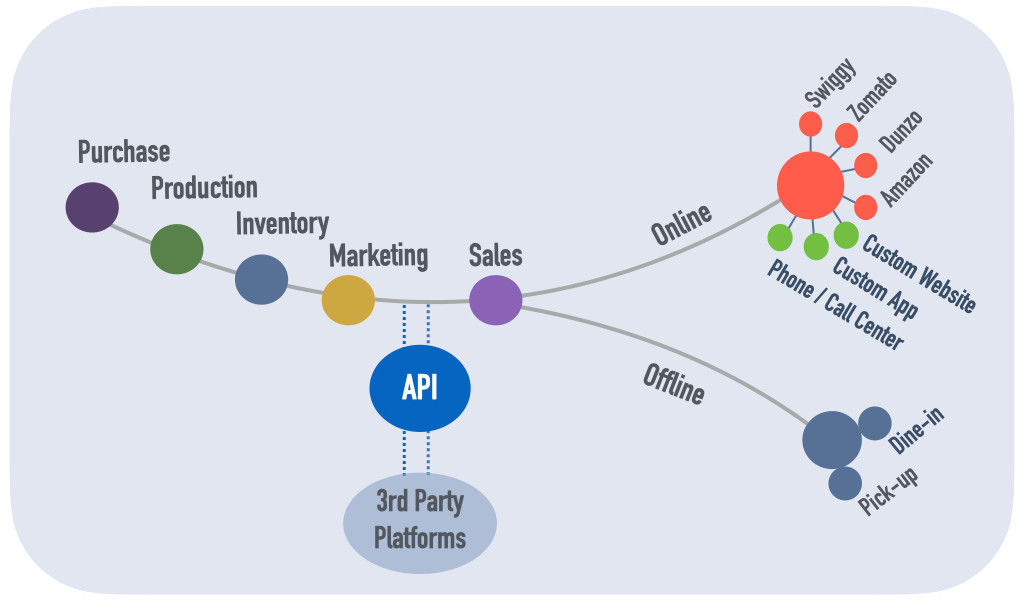 Purchase
Production
Inventory
Marketing
Sales
Online
Swiggy
Zomato
Dunzo
Amazon
Custom Website
Custom App
Phone / Call Center
Offline
Dine-in
Pick-up
API
3rd Party
Platforms